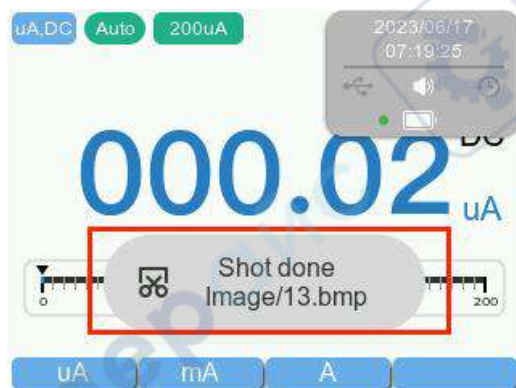 uA,DC Auto 200uA
2023/06/17
07:19:25
DC
000.02
uA
Shot done
Image/13.bmp
0 200
uA mA A